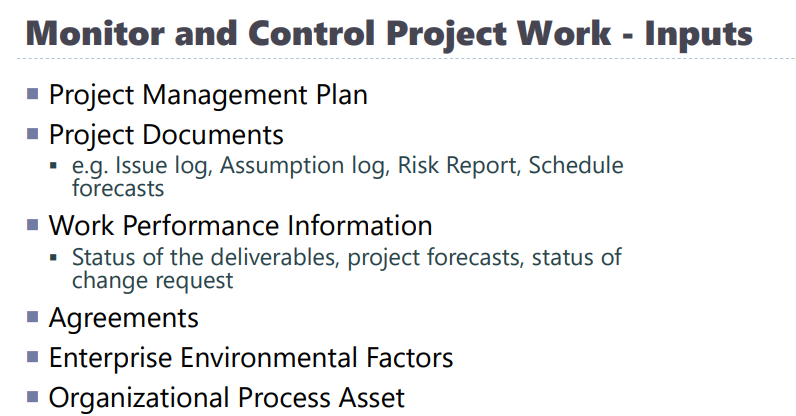 Monitor and Control Project Work - Inputs
Project Management Plan
Project Documents
e.g. Issue log, Assumption log, Risk Report, Schedule
forecasts
Work Performance Information
Status of the deliverables, project forecasts, status of
change request
Agreements
Enterprise Environmental Factors
Organizational Process Asset